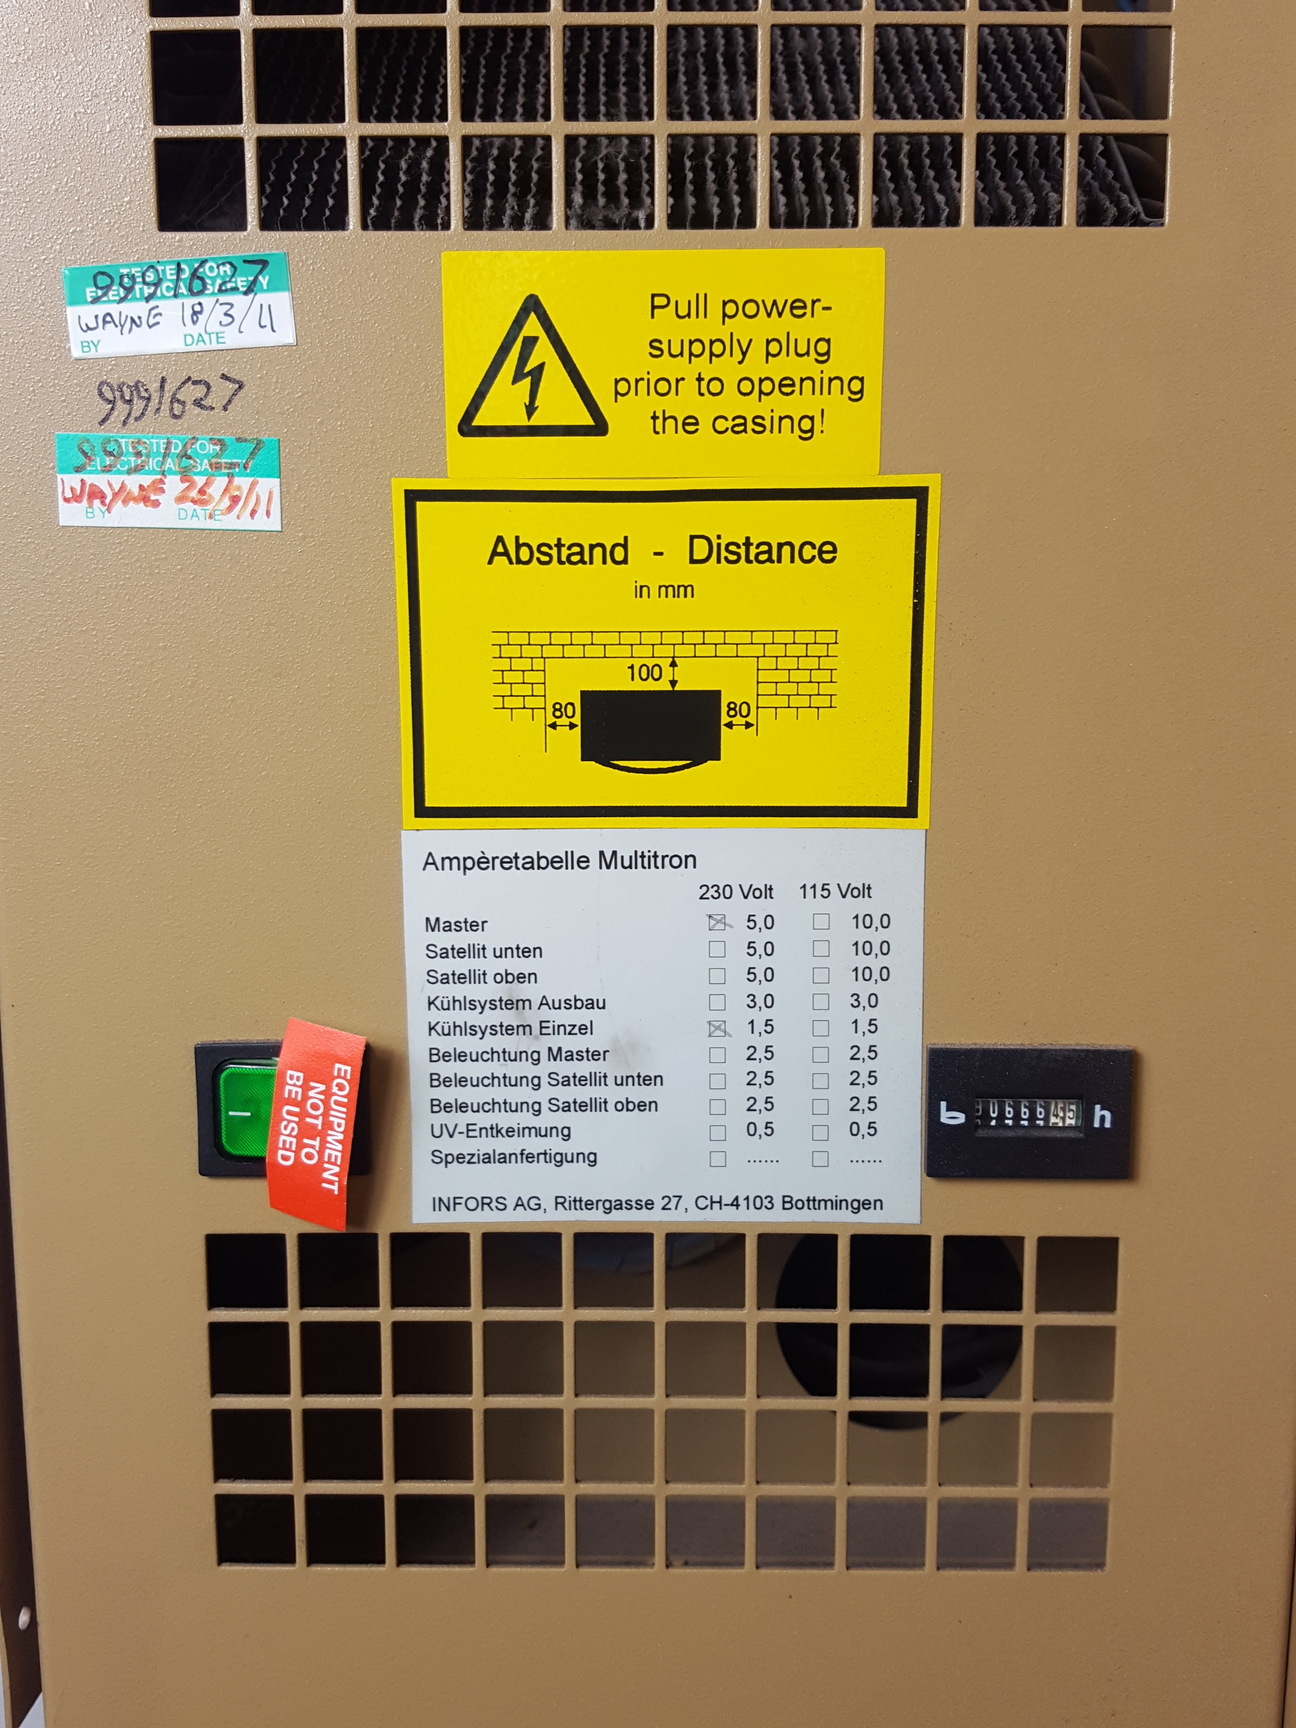 TESTED FOR
ELECTRICAL SAFETY
9991627
WAYNE 18/3/11
BY DATE
9991627
TESTED FOR
ELECTRICAL SAFETY
9991627
WAYNE 25/9/11
BY DATE
Pull power-
supply plug
prior to opening
the casing!
Abstand - Distance
in mm
100
80 80
Ampèretabelle Multitron
230 Volt 115 Volt
Master 5,0 10,0
Satellit unten 5,0 10,0
Satellit oben 5,0 10,0
Kühlsystem Ausbau 3,0 3,0
Kühlsystem Einzel 1,5 1,5
Beleuchtung Master 2,5 2,5
Beleuchtung Satellit unten 2,5 2,5
Beleuchtung Satellit oben 2,5 2,5
UV-Entkeimung 0,5 0,5
Spezialanfertigung ...... ......
INFORS AG, Rittergasse 27, CH-4103 Bottmingen
EQUIPMENT
NOT TO
BE USED
h